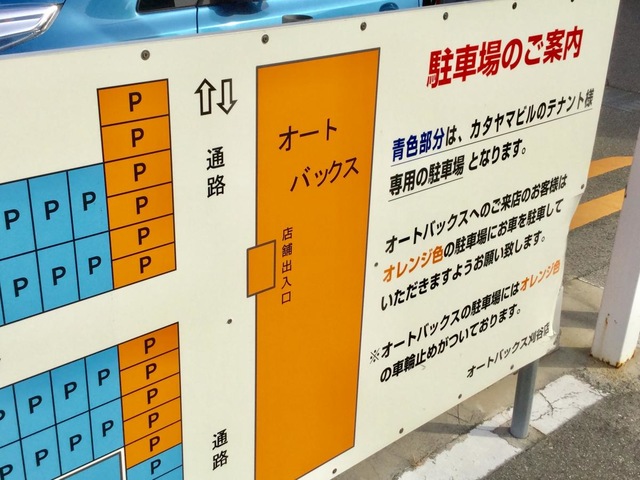 駐車場のご案内
青色部分は、カタヤマビルのテナント様
専用の駐車場 となります。
オートバックスへのご来店のお客様は
オレンジ色の駐車場にお車を駐車して
いただきますようお願い致します。
※オートバックスの駐車場にはオレンジ色
の車輪止めがついております。
オートバックス刈谷店
オート
バックス
店舗出入口
⇧⇩
通路
通路
P
P
P
P
P
P
P P P
P P P P
P
P
P
P
P P P P
P P P P
P